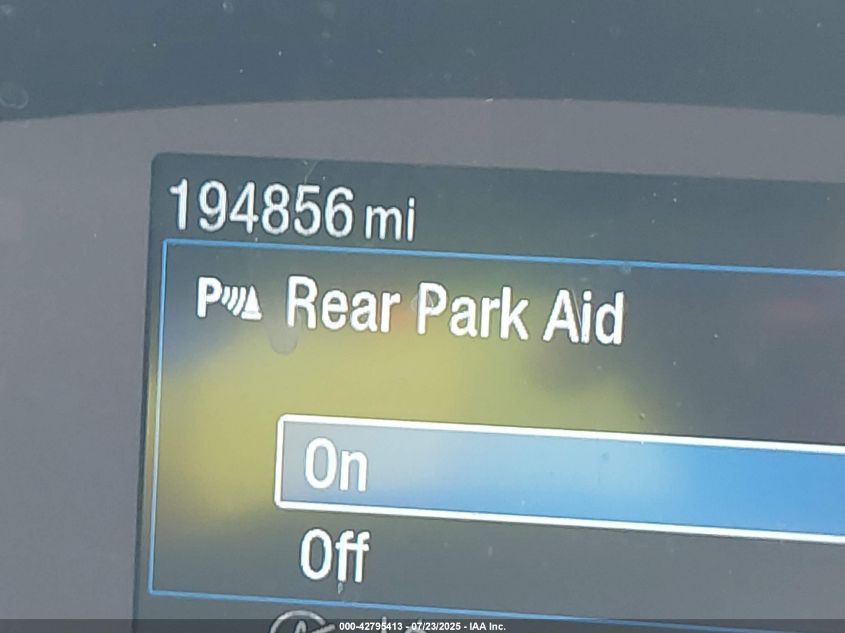 194856 mi
Rear Park Aid
On
Off
000-42795413 - 07/23/2025 - IAA Inc.